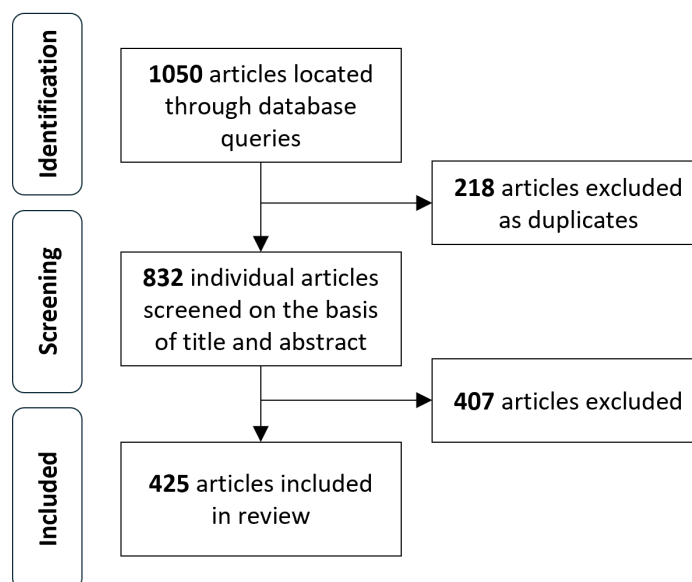 Identification
1050 articles located
through database
queries
218 articles excluded
as duplicates
Screening
832 individual articles
screened on the basis
of title and abstract
407 articles excluded
Included
425 articles included
in review